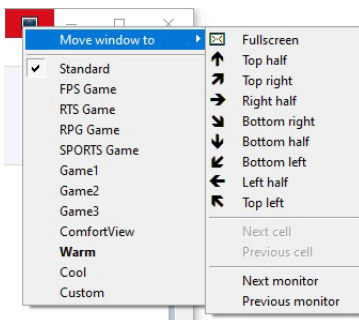 Move window to
Standard
FPS Game
RTS Game
RPG Game
SPORTS Game
Game1
Game2
Game3
ComfortView
Warm
Cool
Custom
Fullscreen
Top half
Top right
Right half
Bottom right
Bottom half
Bottom left
Left half
Top left
Next cell
Previous cell
Next monitor
Previous monitor